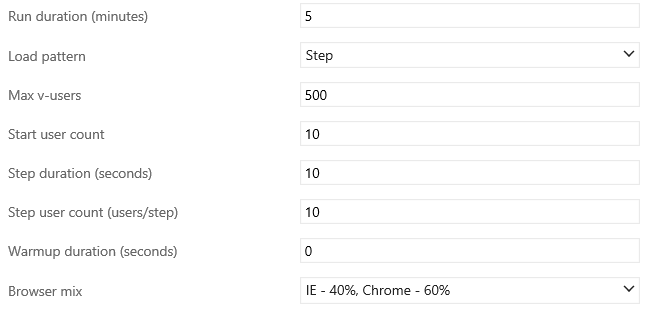 Run duration (minutes) 5
Load pattern Step
Max v-users 500
Start user count 10
Step duration (seconds) 10
Step user count (users/step) 10
Warmup duration (seconds) 0
Browser mix IE - 40%, Chrome - 60%